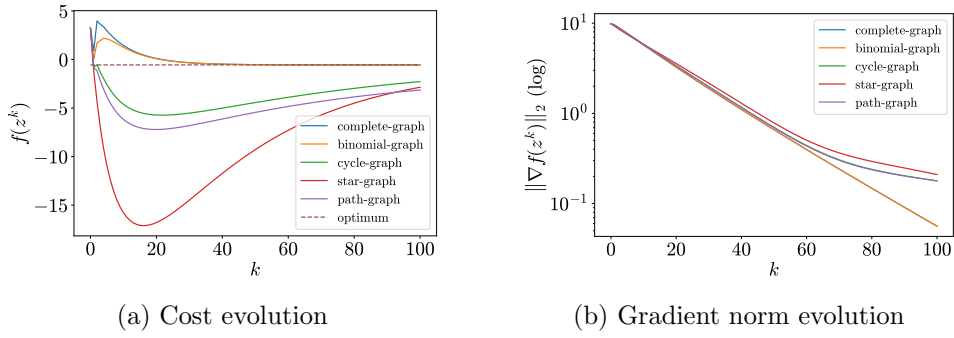 5
0
−5
−10
−15
f(z^k)
complete-graph
binomial-graph
cycle-graph
star-graph
path-graph
optimum
0 20 40 60 80 100
k
(a) Cost evolution
10^1
10^0
10^−1
||∇f(z^k)||_2 (log)
complete-graph
binomial-graph
cycle-graph
star-graph
path-graph
0 20 40 60 80 100
k
(b) Gradient norm evolution